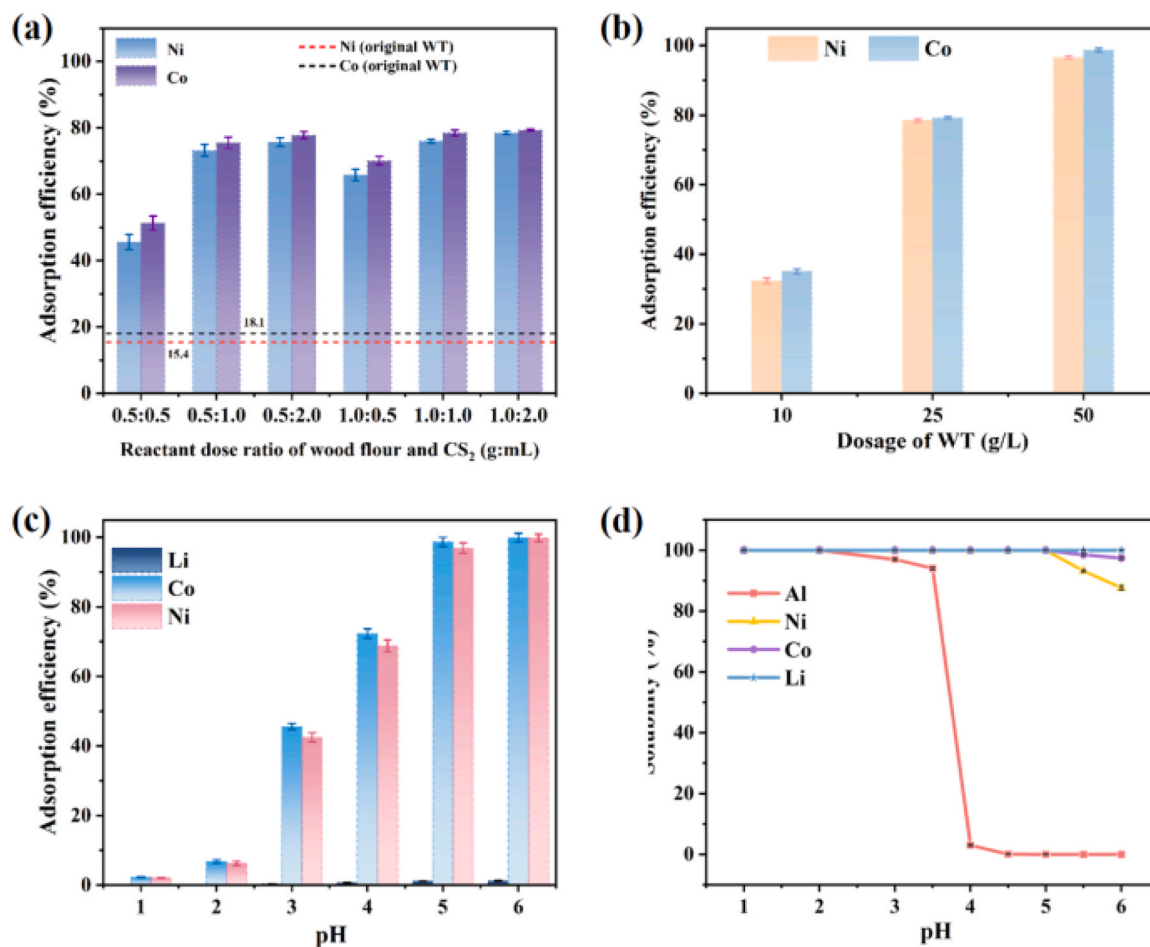 (a)
100
80
60
40
20
0
Adsorption efficiency (%)
Ni
Co
Ni (original WT)
Co (original WT)
18.1
15.4
0.5:0.5 0.5:1.0 0.5:2.0 1.0:0.5 1.0:1.0 1.0:2.0
Reactant dose ratio of wood flour and CS₂ (g:mL)
(b)
100
80
60
40
20
0
Adsorption efficiency (%)
Ni Co
10 25 50
Dosage of WT (g/L)
(c)
100
80
60
40
20
0
Adsorption efficiency (%)
Li
Co
Ni
1 2 3 4 5 6
pH
(d)
100
80
60
40
20
0
Solubility (%)
Al
Ni
Co
Li
1 2 3 4 5 6
pH